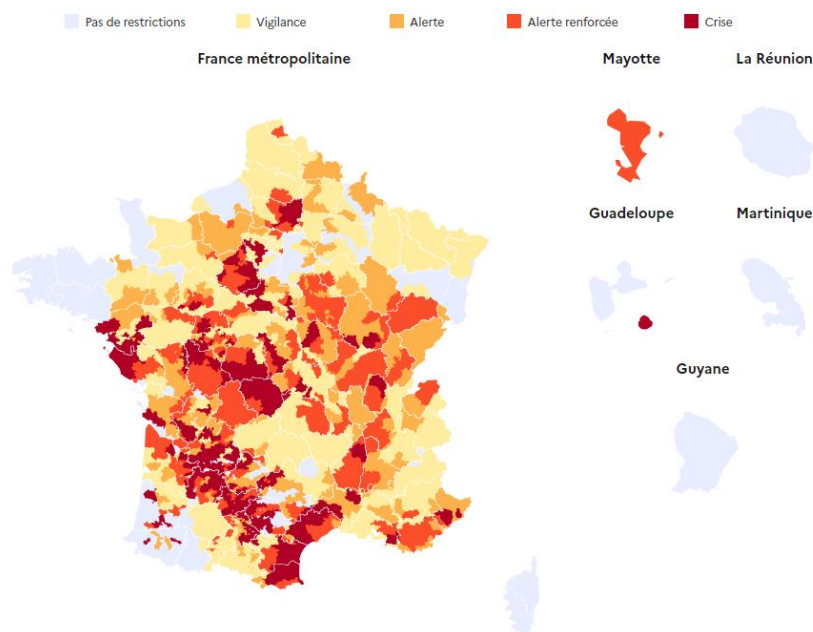 Pas de restrictions Vigilance Alerte Alerte renforcée Crise
France métropolitaine Mayotte La Réunion
Guadeloupe Martinique
Guyane